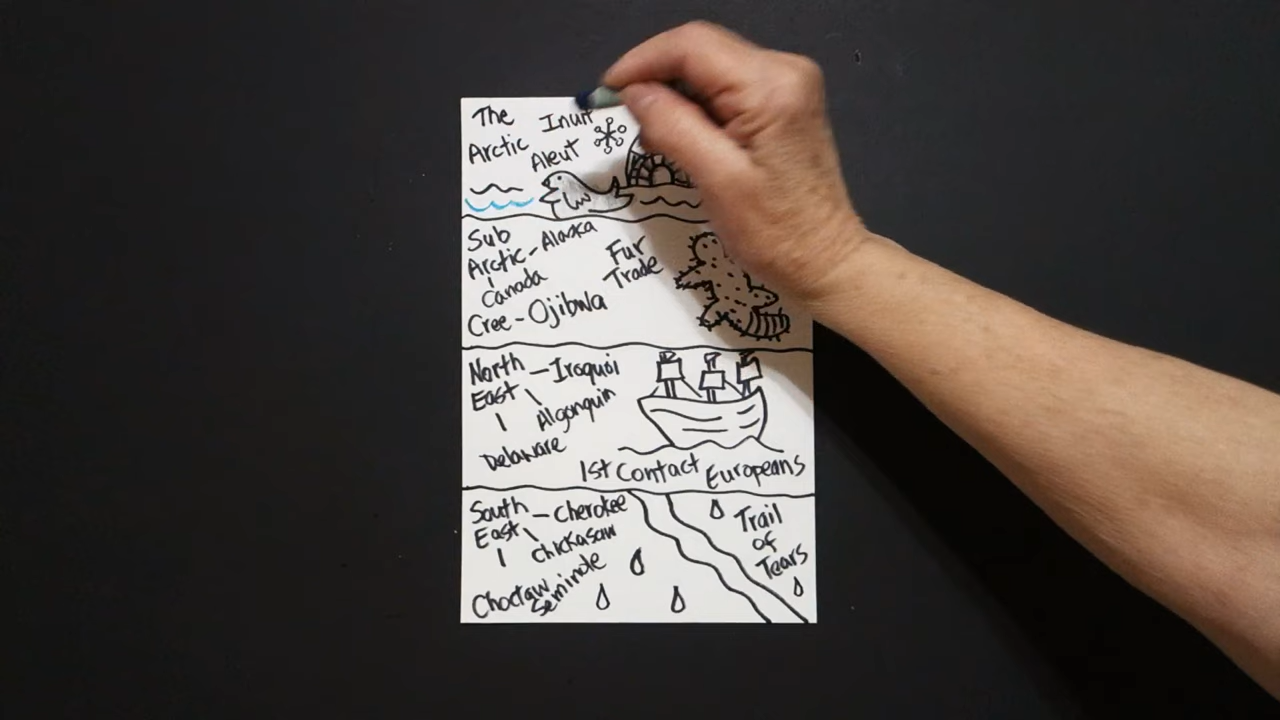 The Inuit
Arctic Aleut
Sub
Arctic - Alaska
Canada
Cree - Ojibwa
Fur
Trade
North - Iroquoi
East Algonquin
Delaware
1st Contact Europeans
South - Cherokee
East Chickasaw
Choctaw Seminole
Trail
of
Tears